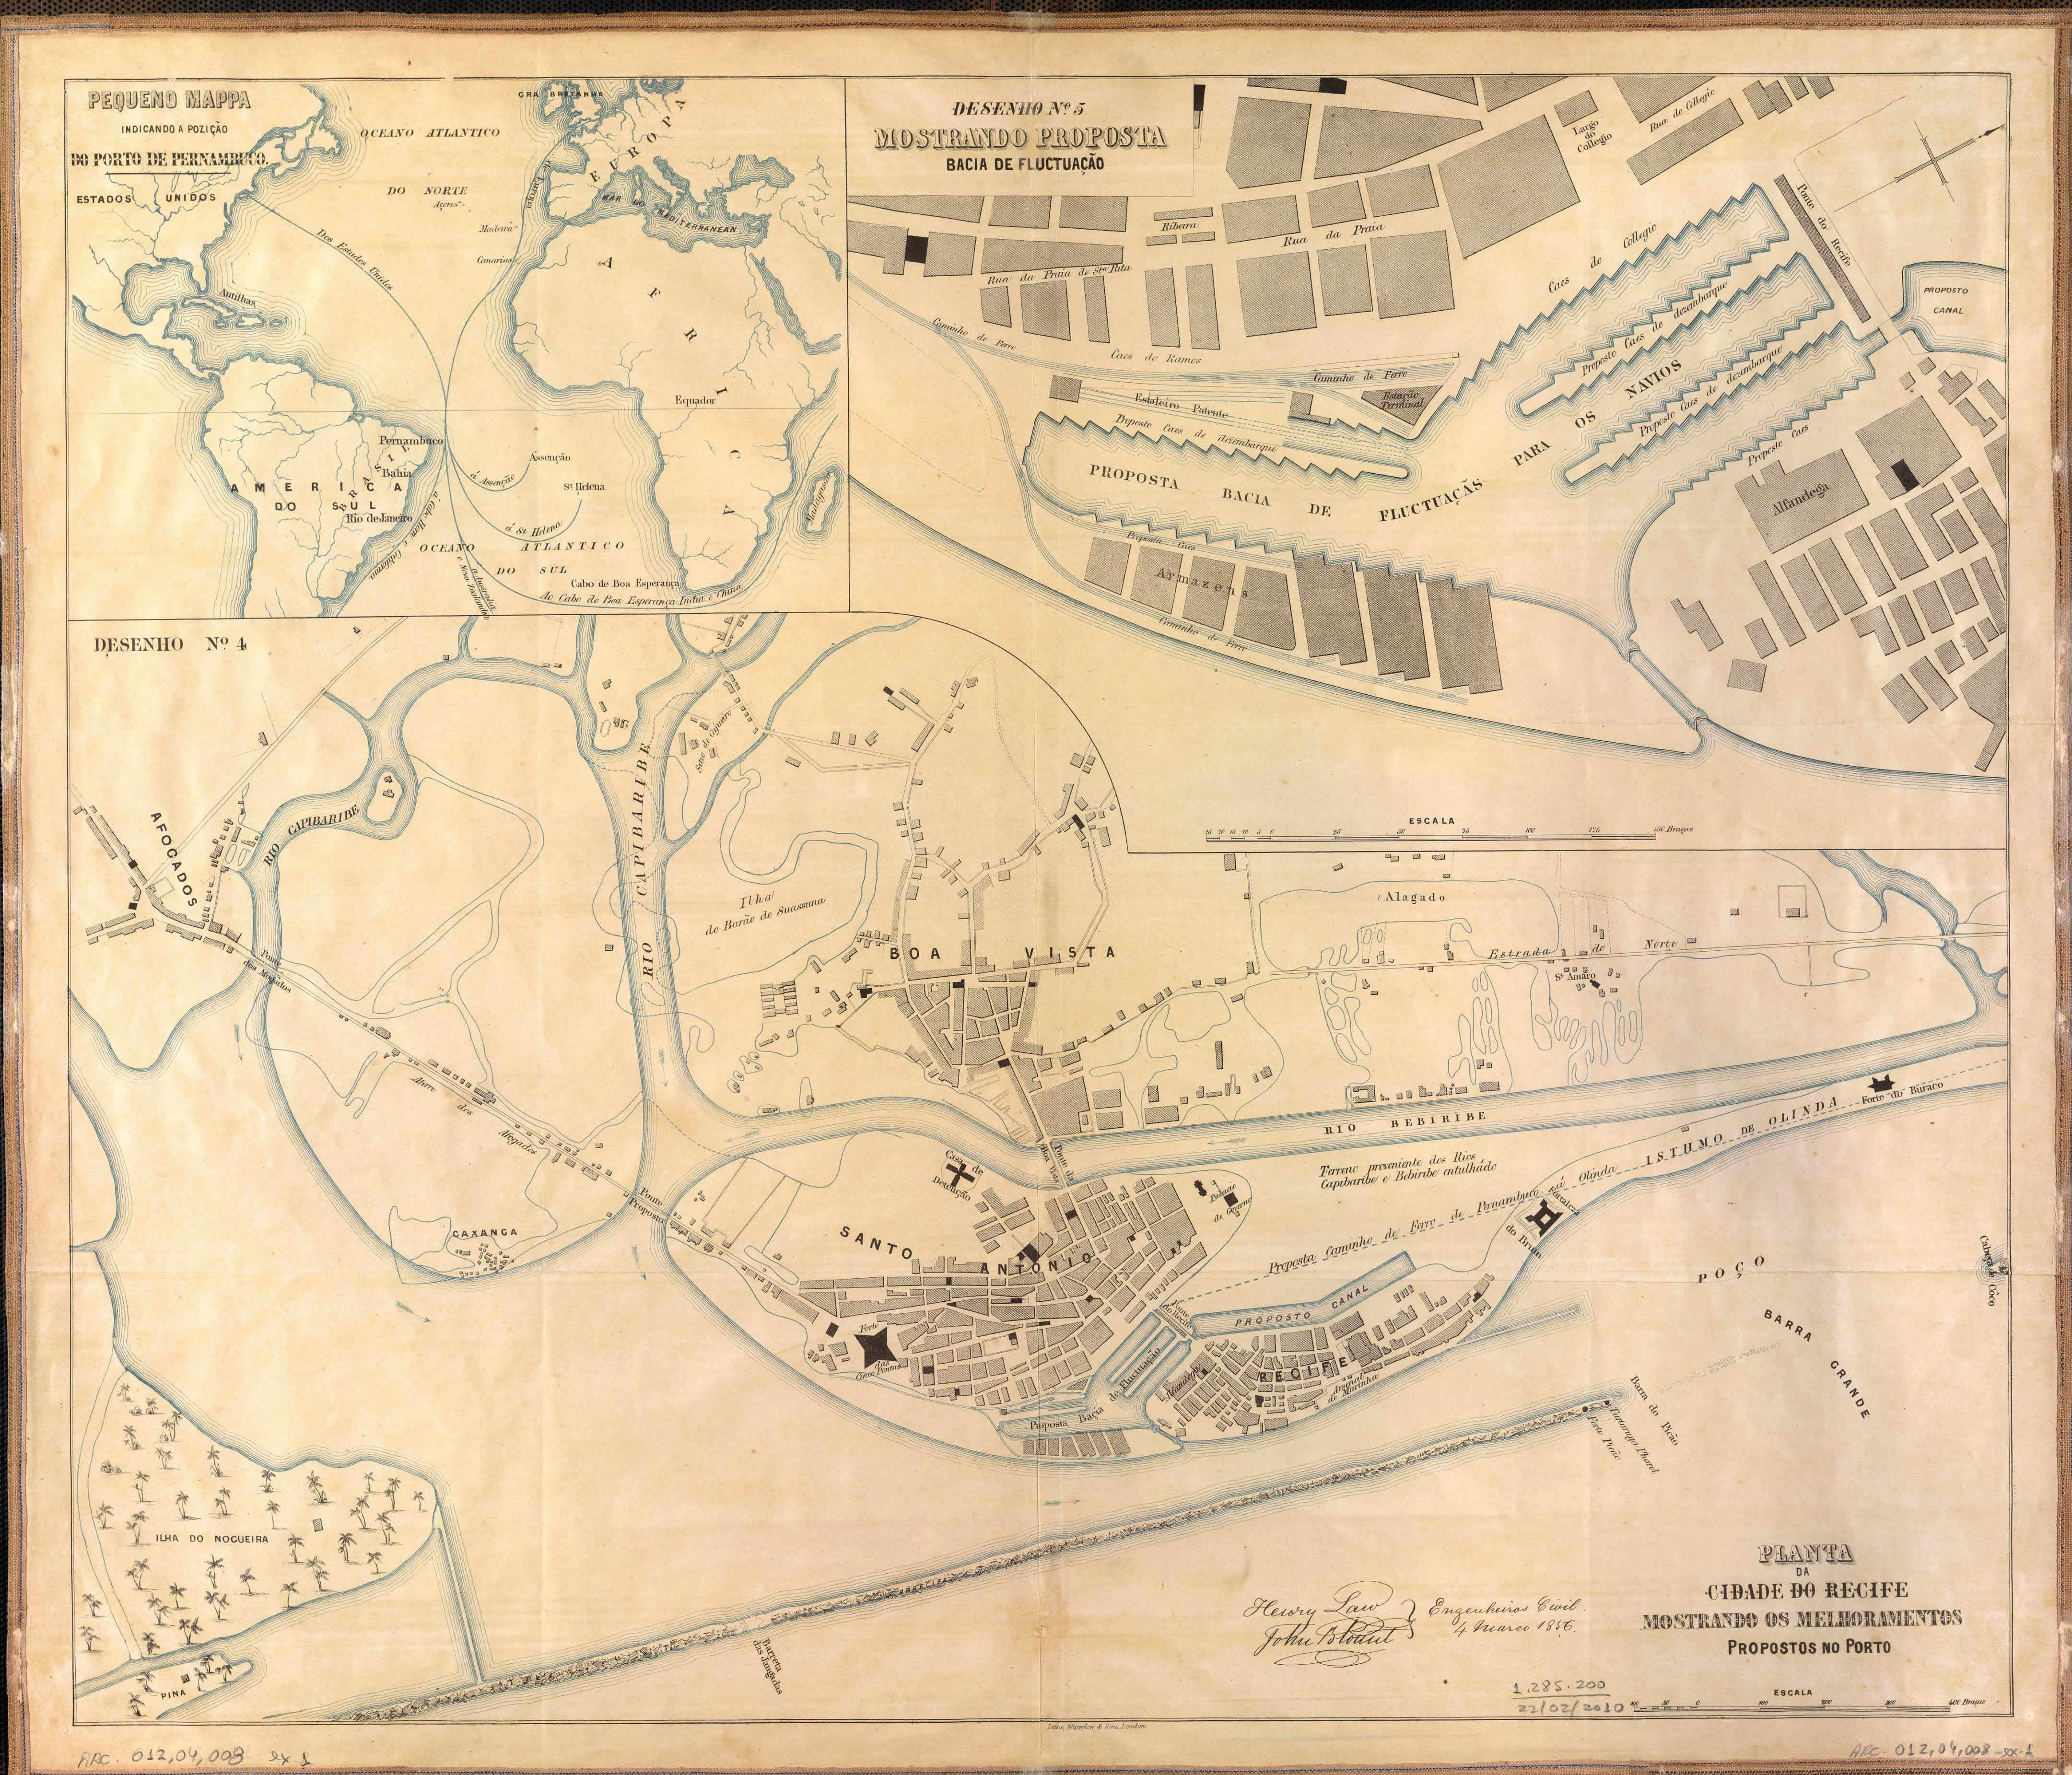 PEQUENO MAPPA
INDICANDO A POZIÇÃO
DO PORTO DE PERNAMBUCO.
ESTADOS UNIDOS
OCEANO ATLANTICO
DO NORTE
Açores
Madeira
Canarias
GRA BRETANHA
EUROPA
MAR DO MEDITERRANEAN
da Europa
Dos Estados Unidos
Antilhas
AFRICA
Equador
Pernambuco
Bahia
BRASIL
AMERICA
DO SUL
Rio de Janeiro
Assenção
á Assenção
St Helena
á St Helena
OCEANO ATLANTICO
DO SUL
Cabo de Boa Esperança
Ao Cabo de Boa Esperança India e China
a Australia
e Nova Zealandia
Madagascar
DESENHO Nº 5
MOSTRANDO PROPOSTA
BACIA DE FLUCTUAÇÃO
Largo
do
Collegio
Rua do Collegio
Ribeira
Rua da Praia
Rua da Praia de Sta Rita
Caes do Collegio
Ponte do Recife
PROPOSTO
CANAL
Caminho de Ferro
Caes do Ramos
Caminho de Ferro
Estação
Terminal
Estaleiro Patente
Proposto Caes de dezembarque
Proposto Caes de dezembarque
Proposto Caes de dezembarque
Proposto Caes
PROPOSTA BACIA DE FLUCTUAÇÃS PARA OS NAVIOS
Alfandega
Proposto Caes
Armazens
Caminho de Ferro
ESCALA
25 20 15 10 5 0 25 50 75 100 125 150 Braças
DESENHO Nº 4
AFOGADOS
RIO CAPIBARIBE
RIO CAPIBARIBE
Ilha
do Barão de Suassuna
BOA VISTA
Alagado
Estrada do Norte
St Amaro
Ponte
dos Afogados
Aterro dos Afogados
RIO BEBIRIBE
Forte do Buraco
ISTHMO DE OLINDA
Terreno proveniente dos Rios
Capibaribe e Bebiribe entulhado
Proposta Caminho de Ferro de Pernambuco á Olinda
Fortaleza
do Brum
Casa de
Detenção
Ponte da
Boa Vista
Palacio
do Governo
Ponte
Proposto
CAXANGA
SANTO
ANTONIO
Forte
das
Cinco Pontas
Ponte
do Recife
PROPOSTO CANAL
Proposta Bacia de Fluctuação
Alfandega
RECIFE
Arsenal
de Marinha
POÇO
Cabeça de Côco
BARRA
GRANDE
Barra do Picão
Tartaruga Pharol
Forte Picão
ILHA DO NOGUEIRA
PINA
Barreta
das Jangadas
Henry Law
John Blount
Engenheiros Civil.
4 Marco 1856.
PLANTA
DA
CIDADE DO RECIFE
MOSTRANDO OS MELHORAMENTOS
PROPOSTOS NO PORTO
ESCALA
100 50 0 100 200 300 400 Braças
1.285.200
22/02/2010
Litho, Waterlow & Sons, London
ARC. 012,04,008 ex 1
ARC. 012,04,008 - ex-1